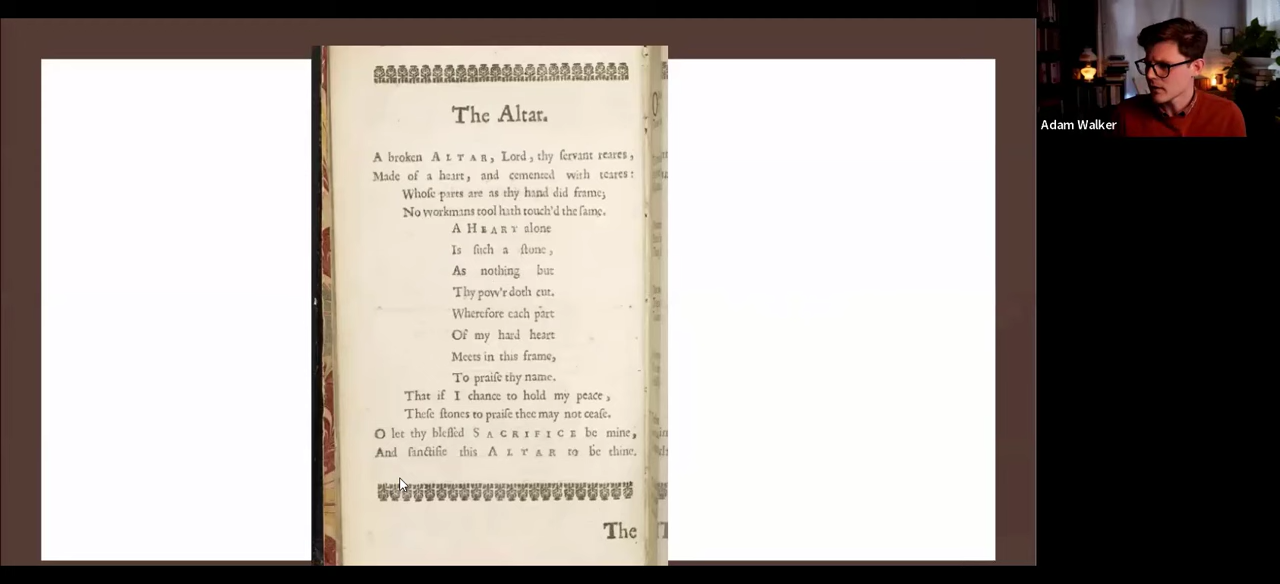 The Altar.
A broken ALTAR, Lord, thy ſervant reares,
Made of a heart, and cemented with teares:
Whoſe parts are as thy hand did frame;
No workmans tool hath touch'd the ſame.
A HEART alone
Is ſuch a ſtone,
As nothing but
Thy pow'r doth cut.
Wherefore each part
Of my hard heart
Meets in this frame,
To praiſe thy name.
That if I chance to hold my peace,
Theſe ſtones to praiſe thee may not ceaſe.
O let thy bleſſed SACRIFICE be mine,
And ſanctifie this ALTAR to be thine.
The
Adam Walker